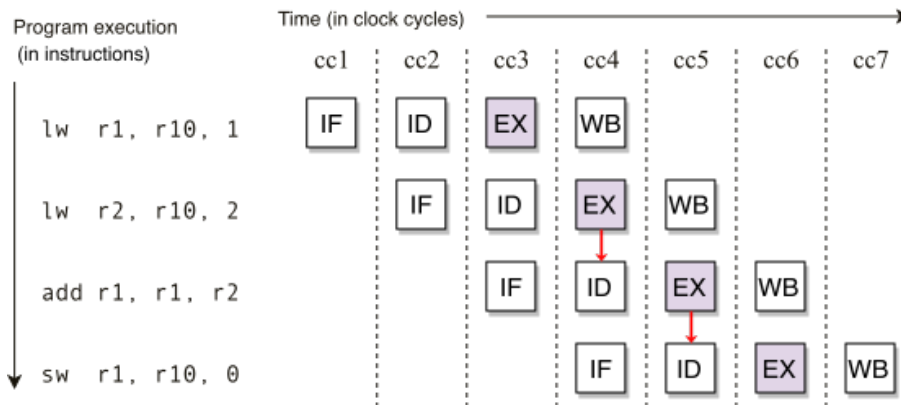 Time (in clock cycles)
Program execution
(in instructions)
cc1 cc2 cc3 cc4 cc5 cc6 cc7
lw r1, r10, 1 IF ID EX WB
lw r2, r10, 2 IF ID EX WB
add r1, r1, r2 IF ID EX WB
sw r1, r10, 0 IF ID EX WB